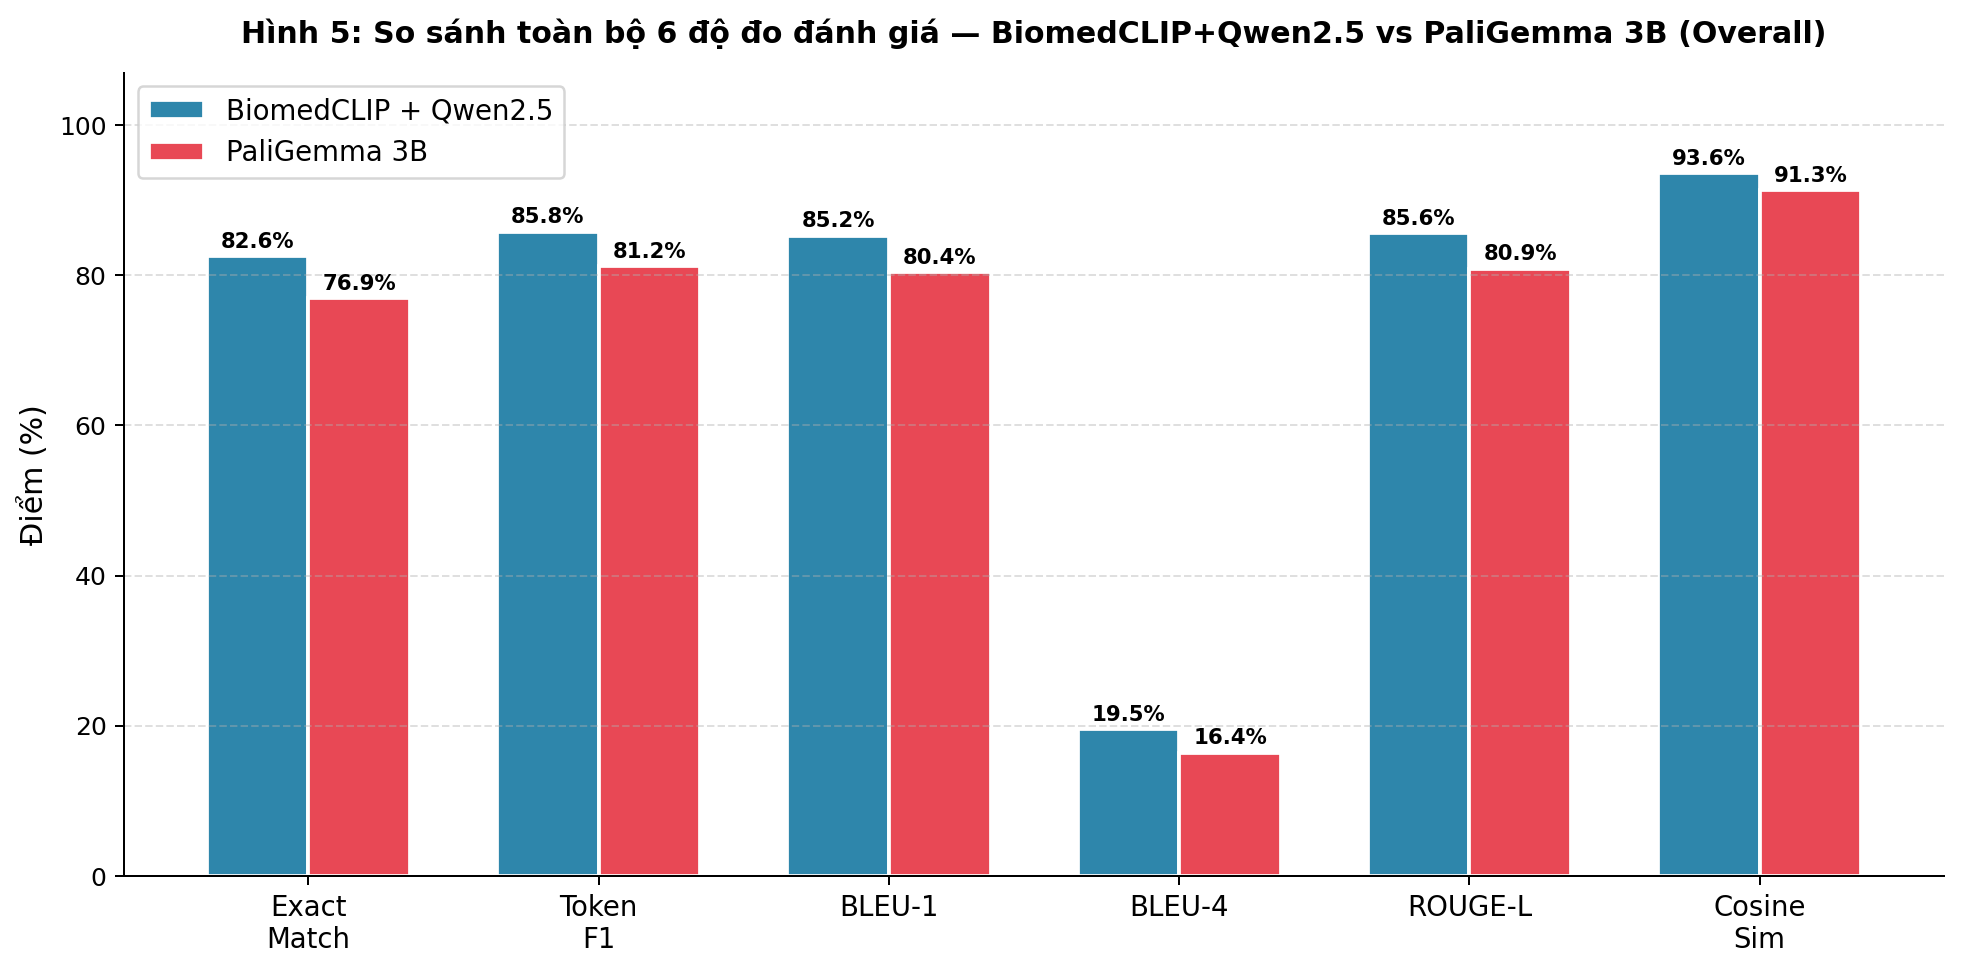 Hình 5: So sánh toàn bộ 6 độ đo đánh giá — BiomedCLIP+Qwen2.5 vs PaliGemma 3B (Overall)
BiomedCLIP + Qwen2.5
PaliGemma 3B
Điểm (%)
100
80
60
40
20
0
82.6%
76.9%
85.8%
81.2%
85.2%
80.4%
19.5%
16.4%
85.6%
80.9%
93.6%
91.3%
Exact
Match
Token
F1
BLEU-1
BLEU-4
ROUGE-L
Cosine
Sim